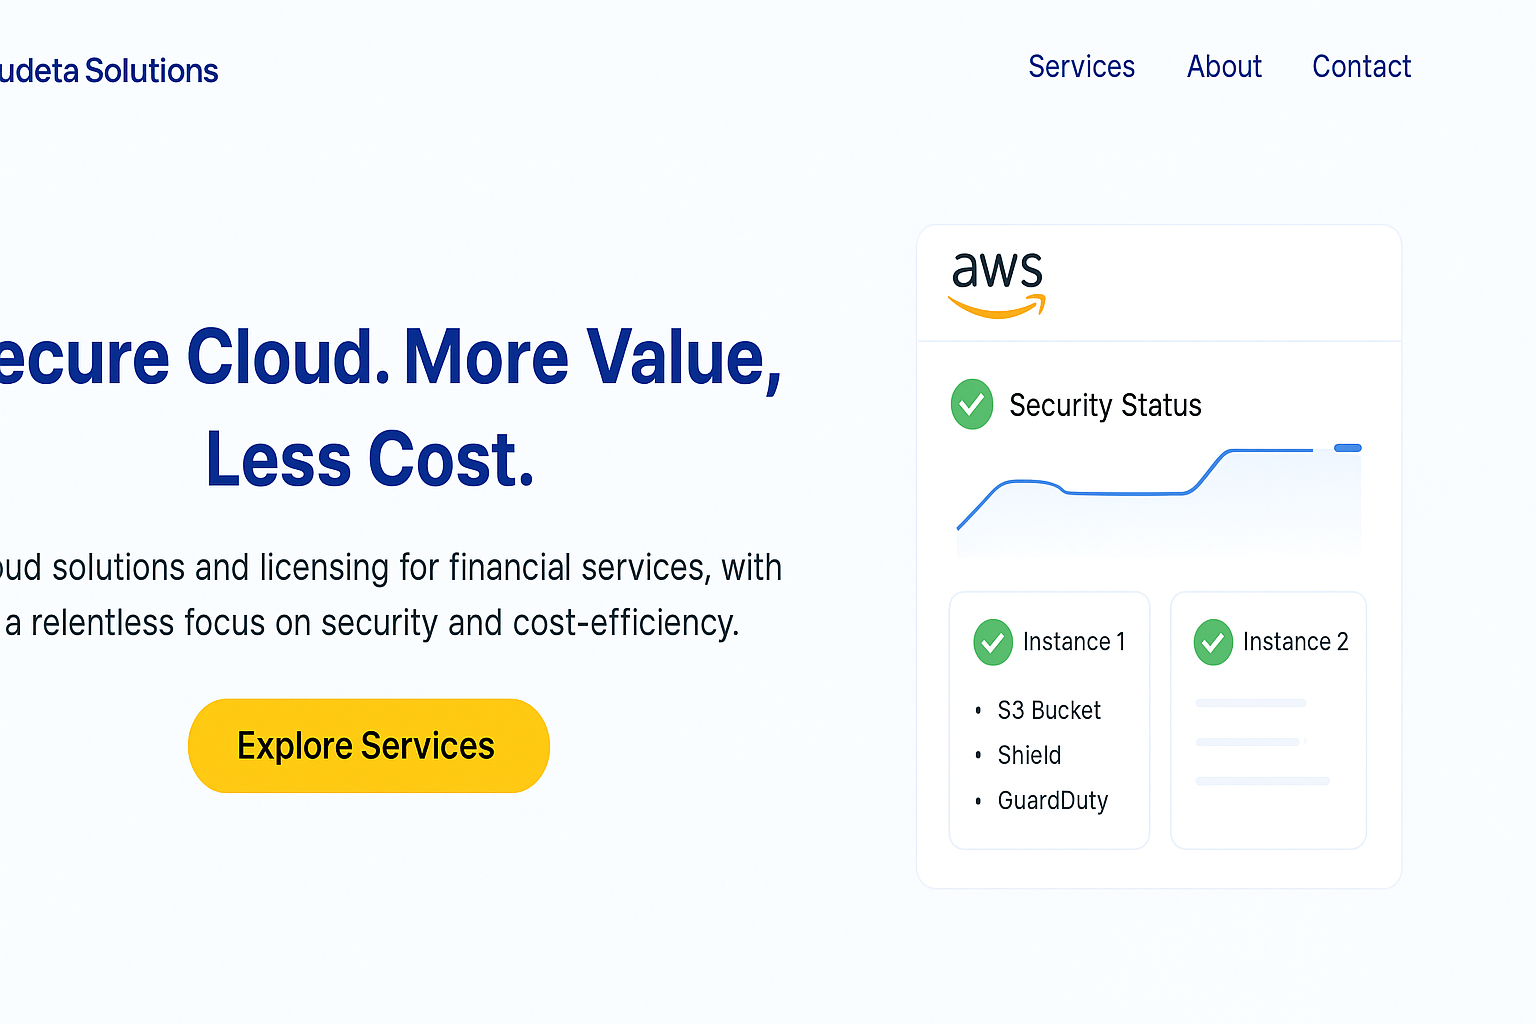 udeta Solutions
Services About Contact
ecure Cloud. More Value,
Less Cost.
oud solutions and licensing for financial services, with
a relentless focus on security and cost-efficiency.
Explore Services
aws
Security Status
Instance 1
• S3 Bucket
• Shield
• GuardDuty
Instance 2